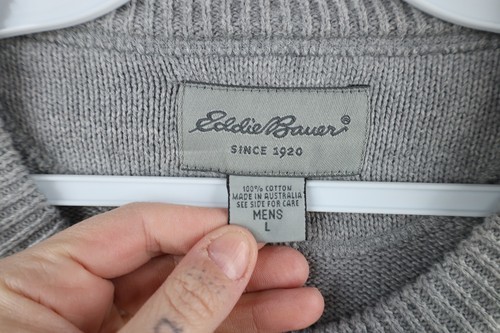 Eddie Bauer®
SINCE 1920
100% COTTON
MADE IN AUSTRALIA
SEE SIDE FOR CARE
MENS
L